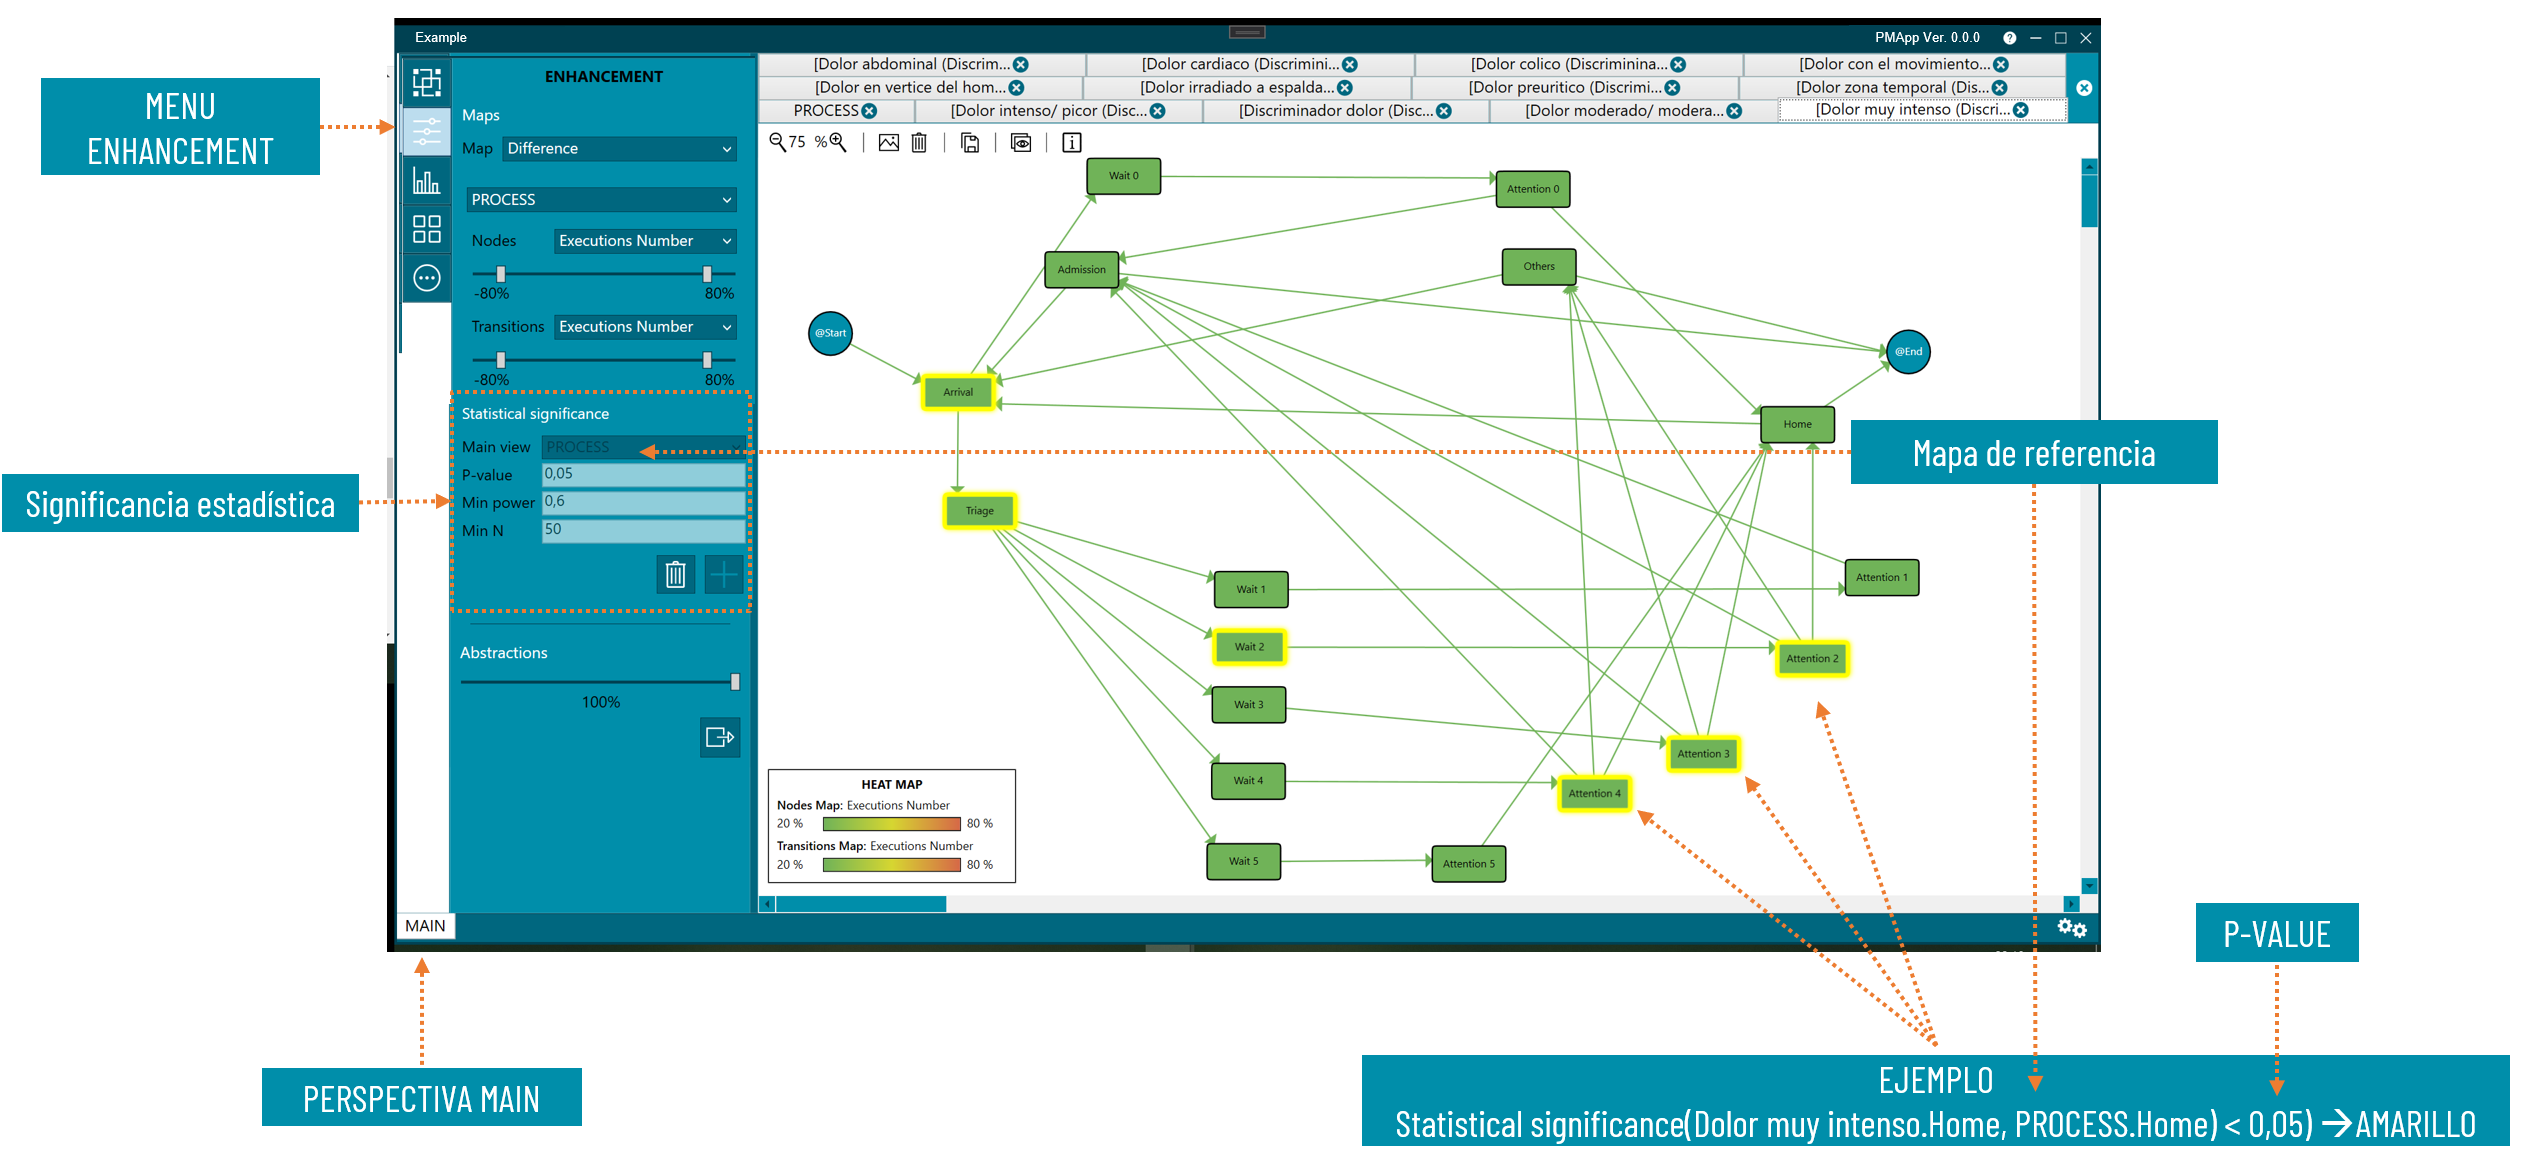 Example
PMApp Ver. 0.0.0
MENU
ENHANCEMENT
ENHANCEMENT
Maps
Map Difference
PROCESS
Nodes Executions Number
-80% 80%
Transitions Executions Number
-80% 80%
Statistical significance
Main view PROCESS
P-value 0,05
Min power 0,6
Min N 50
Abstractions
100%
MAIN
[Dolor abdominal (Discrim...
[Dolor cardiaco (Discrimini...
[Dolor colico (Discriminina...
[Dolor con el movimiento...
[Dolor en vertice del hom...
[Dolor irradiado a espalda...
[Dolor preuritico (Discrimi...
[Dolor zona temporal (Dis...
PROCESS
[Dolor intenso/ picor (Disc...
[Discriminador dolor (Disc...
[Dolor moderado/ modera...
[Dolor muy intenso (Discri...
75 %
Wait 0
Attention 0
Admission
Others
@Start
@End
Arrival
Home
Triage
Wait 1
Attention 1
Wait 2
Attention 2
Wait 3
Attention 3
Wait 4
Attention 4
Wait 5
Attention 5
HEAT MAP
Nodes Map: Executions Number
20 % 80 %
Transitions Map: Executions Number
20 % 80 %
Significancia estadística
Mapa de referencia
P-VALUE
PERSPECTIVA MAIN
EJEMPLO
Statistical significance(Dolor muy intenso.Home, PROCESS.Home) < 0,05) →AMARILLO